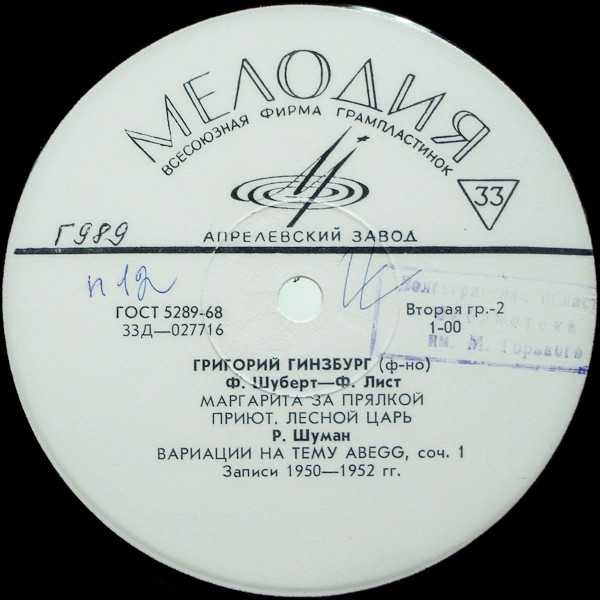 МЕЛОДИЯ
ВСЕСОЮЗНАЯ ФИРМА ГРАМПЛАСТИНОК
33
Г989
АПРЕЛЕВСКИЙ ЗАВОД
п 12
ГОСТ 5289-68
33Д—027716
Вторая гр.-2
1-00
им. М. Горького
ГРИГОРИЙ ГИНЗБУРГ (ф-но)
Ф. Шуберт—Ф. Лист
МАРГАРИТА ЗА ПРЯЛКОЙ
ПРИЮТ. ЛЕСНОЙ ЦАРЬ
Р. Шуман
ВАРИАЦИИ НА ТЕМУ ABEGG, соч. 1
Записи 1950—1952 гг.